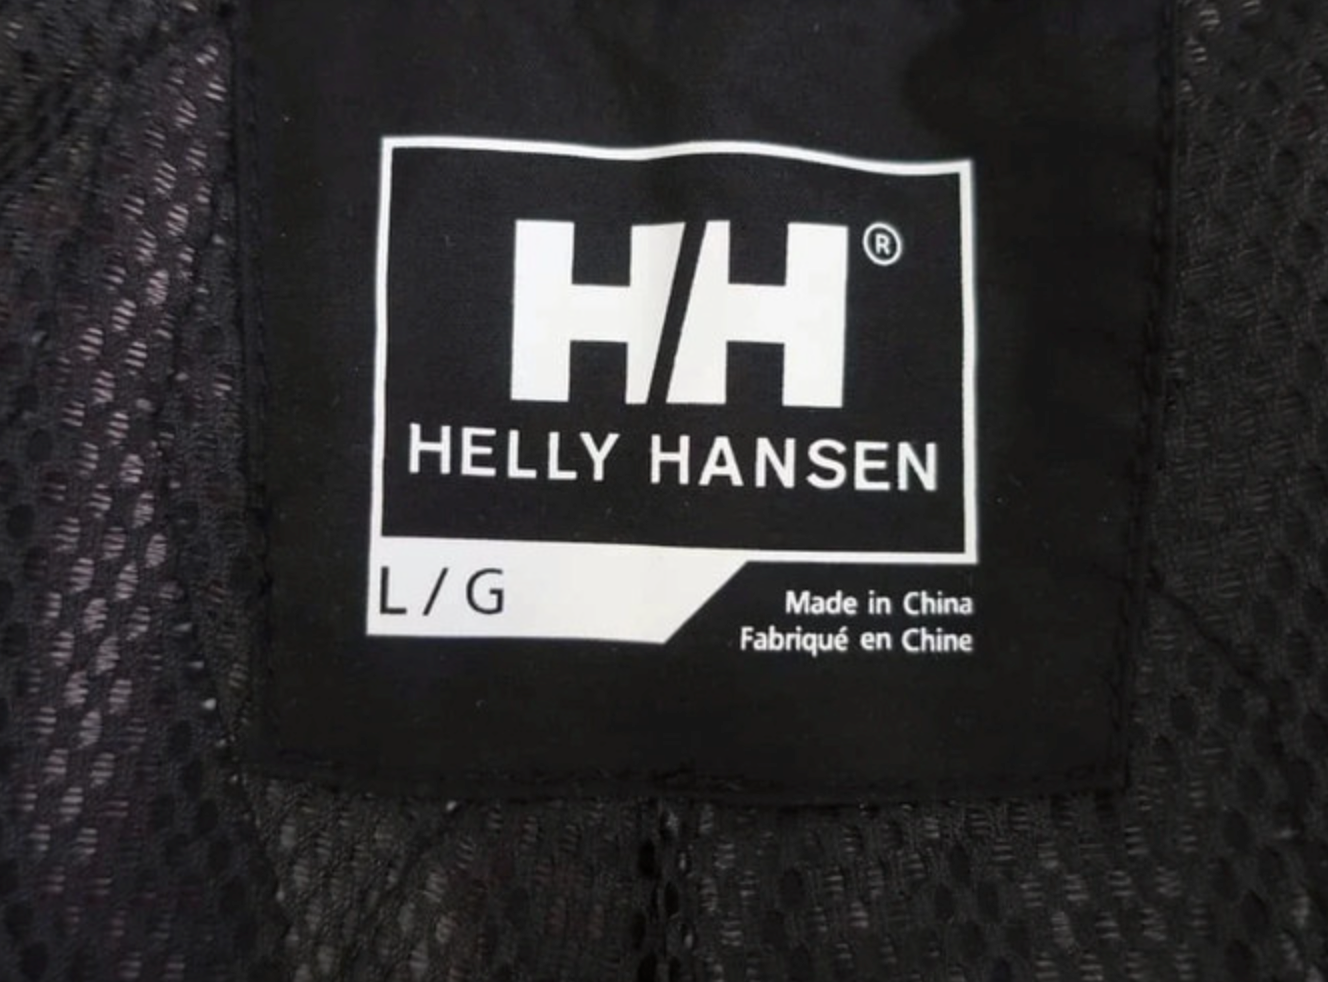 H/H ®
HELLY HANSEN
L / G
Made in China
Fabriqué en Chine